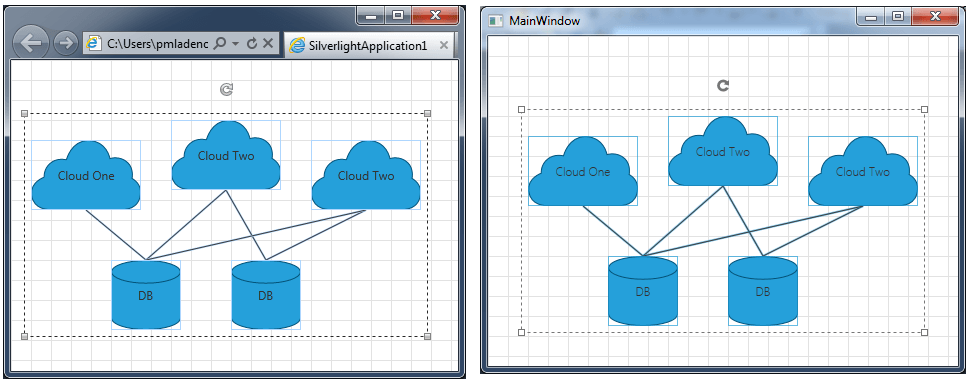 C:\Users\pmladenc
SilverlightApplication1
Cloud One
Cloud Two
Cloud Two
DB
DB
MainWindow
Cloud One
Cloud Two
Cloud Two
DB
DB